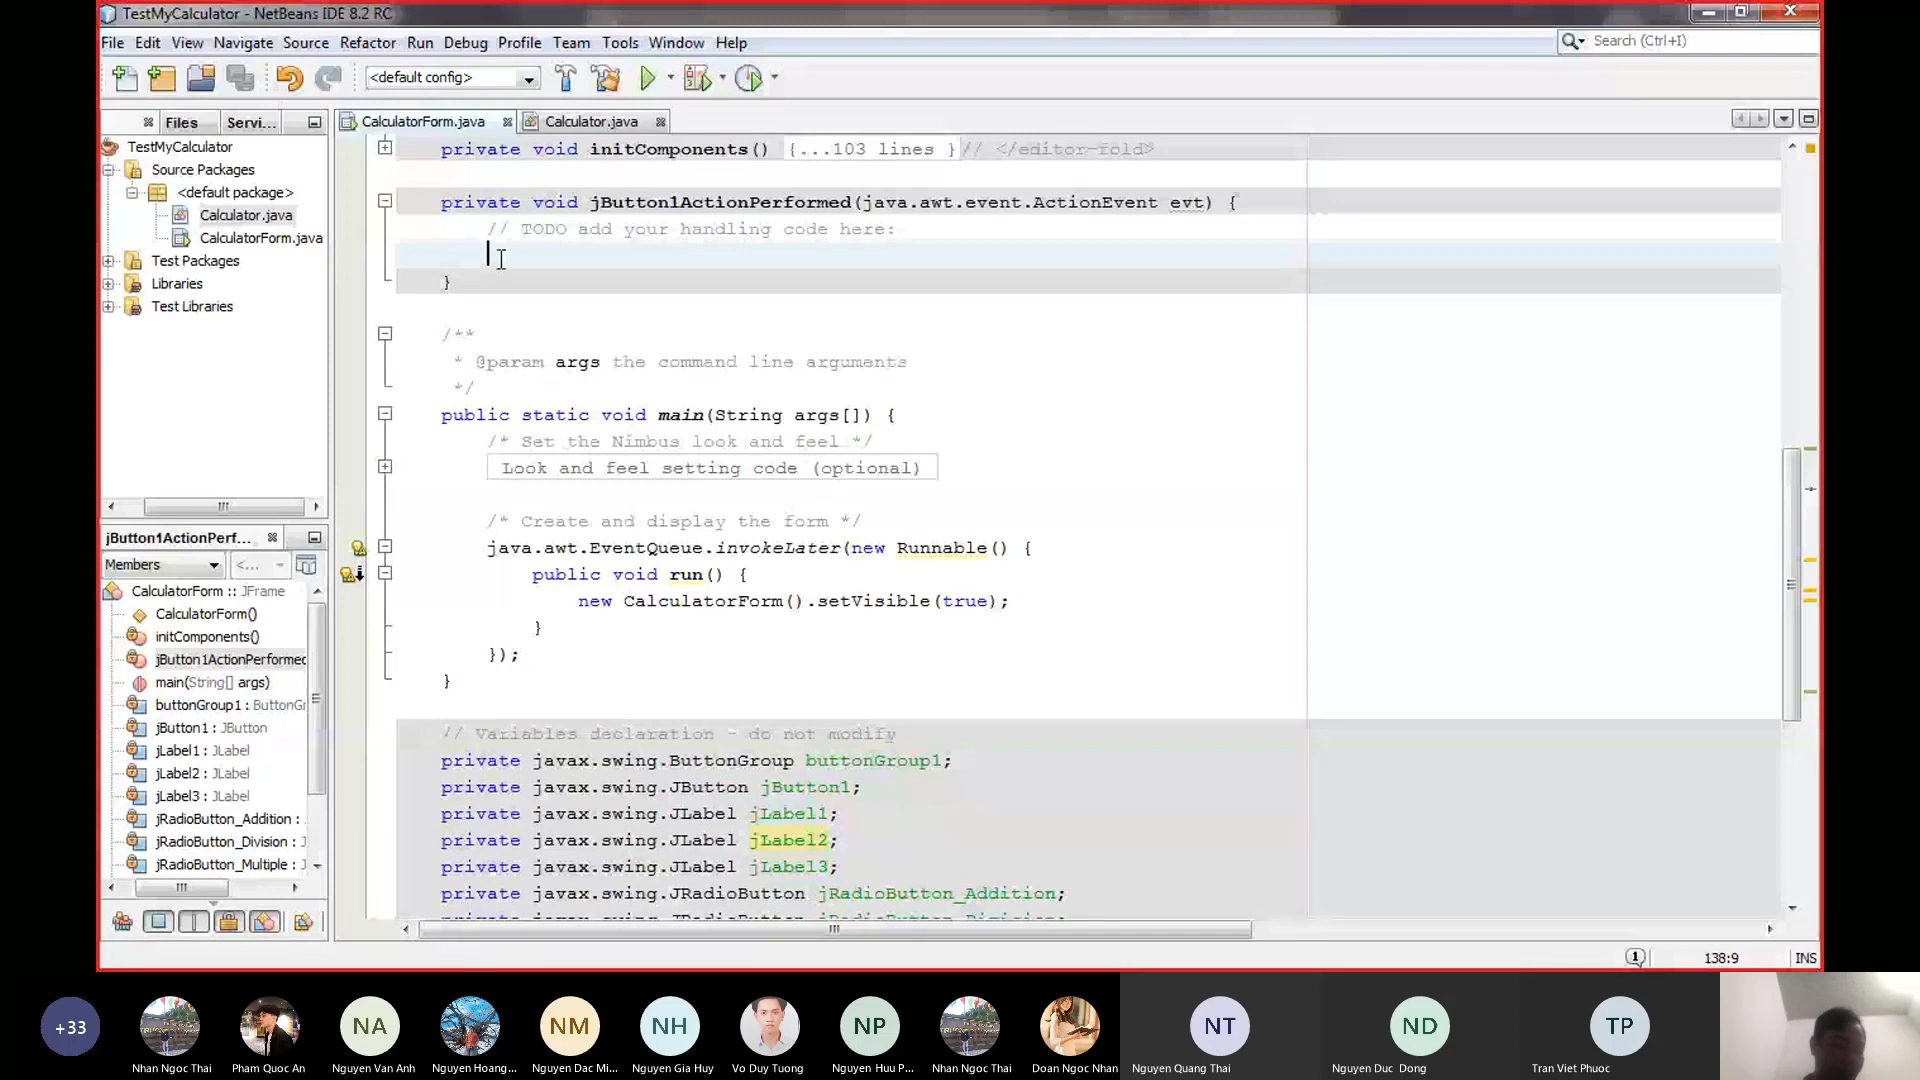 TestMyCalculator - NetBeans IDE 8.2 RC
File Edit View Navigate Source Refactor Run Debug Profile Team Tools Window Help
Search (Ctrl+I)
<default config>
Files Servi...
CalculatorForm.java Calculator.java
TestMyCalculator
Source Packages
<default package>
Calculator.java
CalculatorForm.java
Test Packages
Libraries
Test Libraries
private void initComponents() {...103 lines }// </editor-fold>
private void jButton1ActionPerformed(java.awt.event.ActionEvent evt) {
// TODO add your handling code here:
}
/**
* @param args the command line arguments
*/
public static void main(String args[]) {
/* Set the Nimbus look and feel */
Look and feel setting code (optional)
/* Create and display the form */
java.awt.EventQueue.invokeLater(new Runnable() {
public void run() {
new CalculatorForm().setVisible(true);
}
});
}
// Variables declaration - do not modify
private javax.swing.ButtonGroup buttonGroup1;
private javax.swing.JButton jButton1;
private javax.swing.JLabel jLabel1;
private javax.swing.JLabel jLabel2;
private javax.swing.JLabel jLabel3;
private javax.swing.JRadioButton jRadioButton_Addition;
jButton1ActionPerf...
Members <...
CalculatorForm :: JFrame
CalculatorForm()
initComponents()
jButton1ActionPerformed
main(String[] args)
buttonGroup1 : ButtonGr
jButton1 : JButton
jLabel1 : JLabel
jLabel2 : JLabel
jLabel3 : JLabel
jRadioButton_Addition :
jRadioButton_Division : J
jRadioButton_Multiple : J
1 138:9 INS
+33 NA NM NH NP NT ND TP
Nhan Ngoc Thai Pham Quoc An Nguyen Van Anh Nguyen Hoang... Nguyen Dac Mi... Nguyen Gia Huy Vo Duy Tuong Nguyen Huu P... Nhan Ngoc Thai Doan Ngoc Nhan Nguyen Quang Thai Nguyen Duc Dong Tran Viet Phuoc